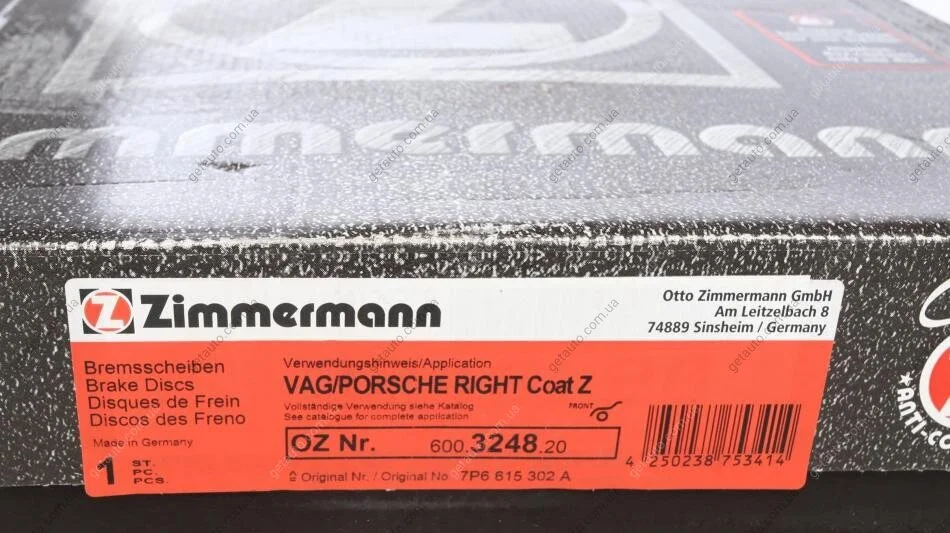 Zimmermann
Z Zimmermann
Otto Zimmermann GmbH
Am Leitzelbach 8
74889 Sinsheim / Germany
Bremsscheiben
Brake Discs
Disques de Frein
Discos des Freno
Made in Germany
1 ST.
PC.
PCS.
Verwendungshinweis/Application
VAG/PORSCHE RIGHT Coat Z
Vollständige Verwendung siehe Katalog
See catalogue for complete application
FRONT
OZ Nr. 600.3248.20
Original Nr. / Original No 7P6 615 302 A
4 250238 753414
ANTI-CO
getauto.com.ua